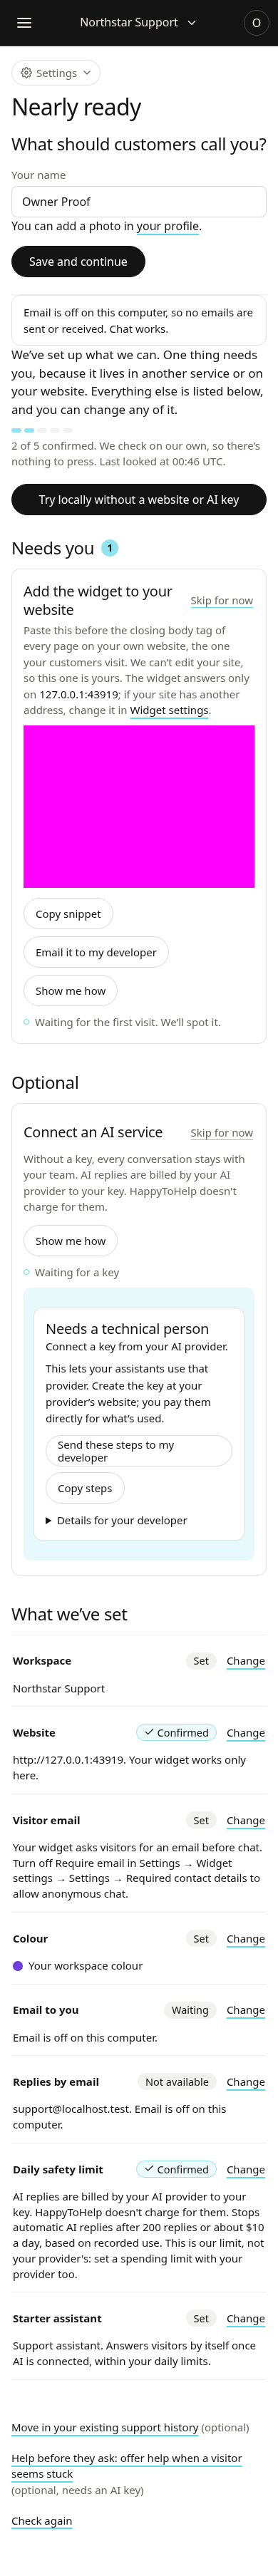 Northstar Support
O
Settings
Nearly ready
What should customers call you?
Your name
Owner Proof
You can add a photo in your profile.
Save and continue
Email is off on this computer, so no emails are
sent or received. Chat works.
We've set up what we can. One thing needs
you, because it lives in another service or on
your website. Everything else is listed below,
and you can change any of it.
2 of 5 confirmed. We check on our own, so there's
nothing to press. Last looked at 00:46 UTC.
Try locally without a website or AI key
Needs you 1
Add the widget to your
website
Skip for now
Paste this before the closing body tag of
every page on your own website, the one
your customers visit. We can't edit your site,
so this one is yours. The widget answers only
on 127.0.0.1:43919; if your site has another
address, change it in Widget settings.
Copy snippet
Email it to my developer
Show me how
Waiting for the first visit. We'll spot it.
Optional
Connect an AI service
Skip for now
Without a key, every conversation stays with
your team. AI replies are billed by your AI
provider to your key. HappyToHelp doesn't
charge for them.
Show me how
Waiting for a key
Needs a technical person
Connect a key from your AI provider.
This lets your assistants use that
provider. Create the key at your
provider's website; you pay them
directly for what's used.
Send these steps to my
developer
Copy steps
Details for your developer
What we've set
Workspace Set Change
Northstar Support
Website Confirmed Change
http://127.0.0.1:43919. Your widget works only
here.
Visitor email Set Change
Your widget asks visitors for an email before chat.
Turn off Require email in Settings → Widget
settings → Settings → Required contact details to
allow anonymous chat.
Colour Set Change
Your workspace colour
Email to you Waiting Change
Email is off on this computer.
Replies by email Not available Change
support@localhost.test. Email is off on this
computer.
Daily safety limit Confirmed Change
AI replies are billed by your AI provider to your
key. HappyToHelp doesn't charge for them. Stops
automatic AI replies after 200 replies or about $10
a day, based on recorded use. This is our limit, not
your provider's: set a spending limit with your
provider too.
Starter assistant Set Change
Support assistant. Answers visitors by itself once
AI is connected, within your daily limits.
Move in your existing support history (optional)
Help before they ask: offer help when a visitor
seems stuck
(optional, needs an AI key)
Check again